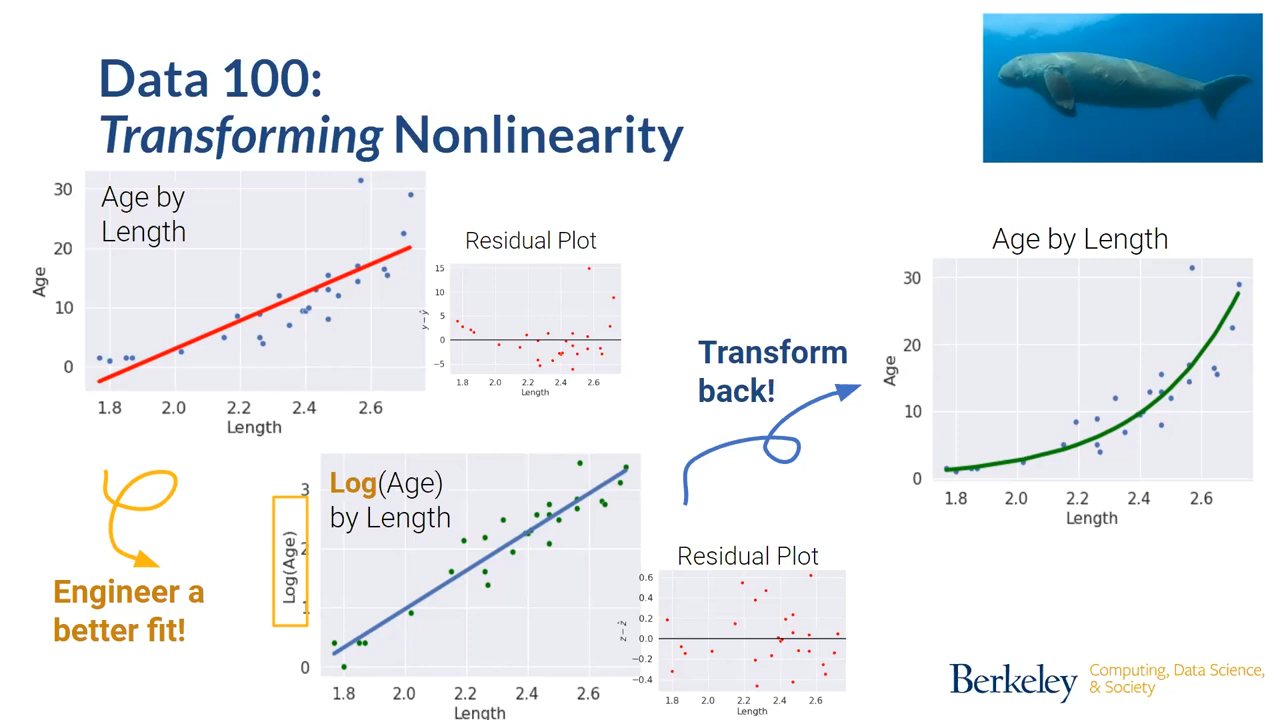 Data 100:
Transforming Nonlinearity
Age by
Length
30
20
10
0
Age
1.8 2.0 2.2 2.4 2.6
Length
Residual Plot
15
10
5
0
−5
y − ŷ
1.8 2.0 2.2 2.4 2.6
Length
Engineer a
better fit!
Log(Age)
by Length
3
2
1
0
Log(Age)
1.8 2.0 2.2 2.4 2.6
Length
Residual Plot
0.6
0.4
0.2
0.0
−0.2
−0.4
z − ẑ
1.8 2.0 2.2 2.4 2.6
Length
Transform
back!
Age by Length
30
20
10
0
Age
1.8 2.0 2.2 2.4 2.6
Length
Berkeley
Computing, Data Science,
& Society